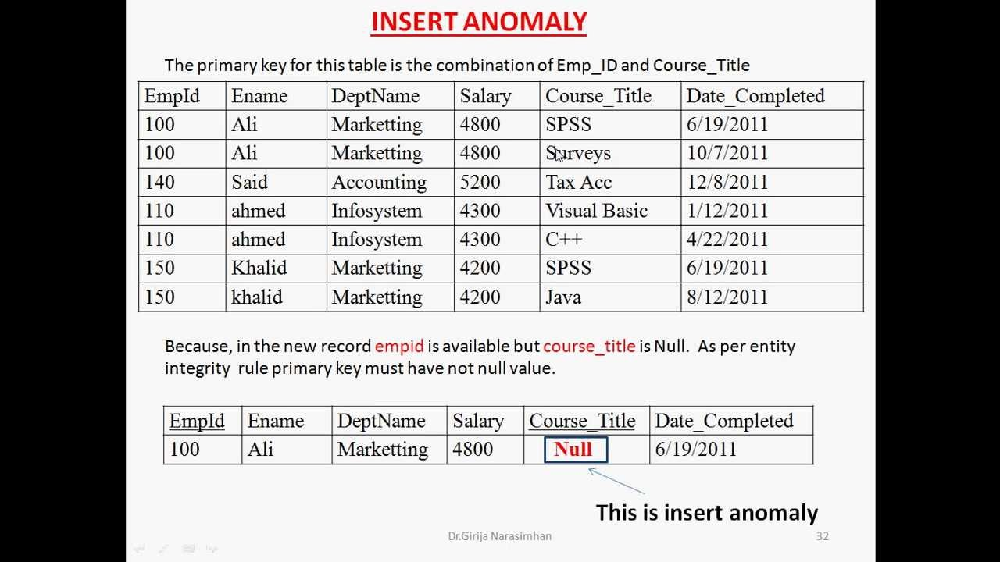 INSERT ANOMALY
The primary key for this table is the combination of Emp_ID and Course_Title
EmpId Ename DeptName Salary Course_Title Date_Completed
100 Ali Marketting 4800 SPSS 6/19/2011
100 Ali Marketting 4800 Surveys 10/7/2011
140 Said Accounting 5200 Tax Acc 12/8/2011
110 ahmed Infosystem 4300 Visual Basic 1/12/2011
110 ahmed Infosystem 4300 C++ 4/22/2011
150 Khalid Marketting 4200 SPSS 6/19/2011
150 khalid Marketting 4200 Java 8/12/2011
Because, in the new record empid is available but course_title is Null. As per entity
integrity rule primary key must have not null value.
EmpId Ename DeptName Salary Course_Title Date_Completed
100 Ali Marketting 4800 Null 6/19/2011
This is insert anomaly
Dr.Girija Narasimhan 32